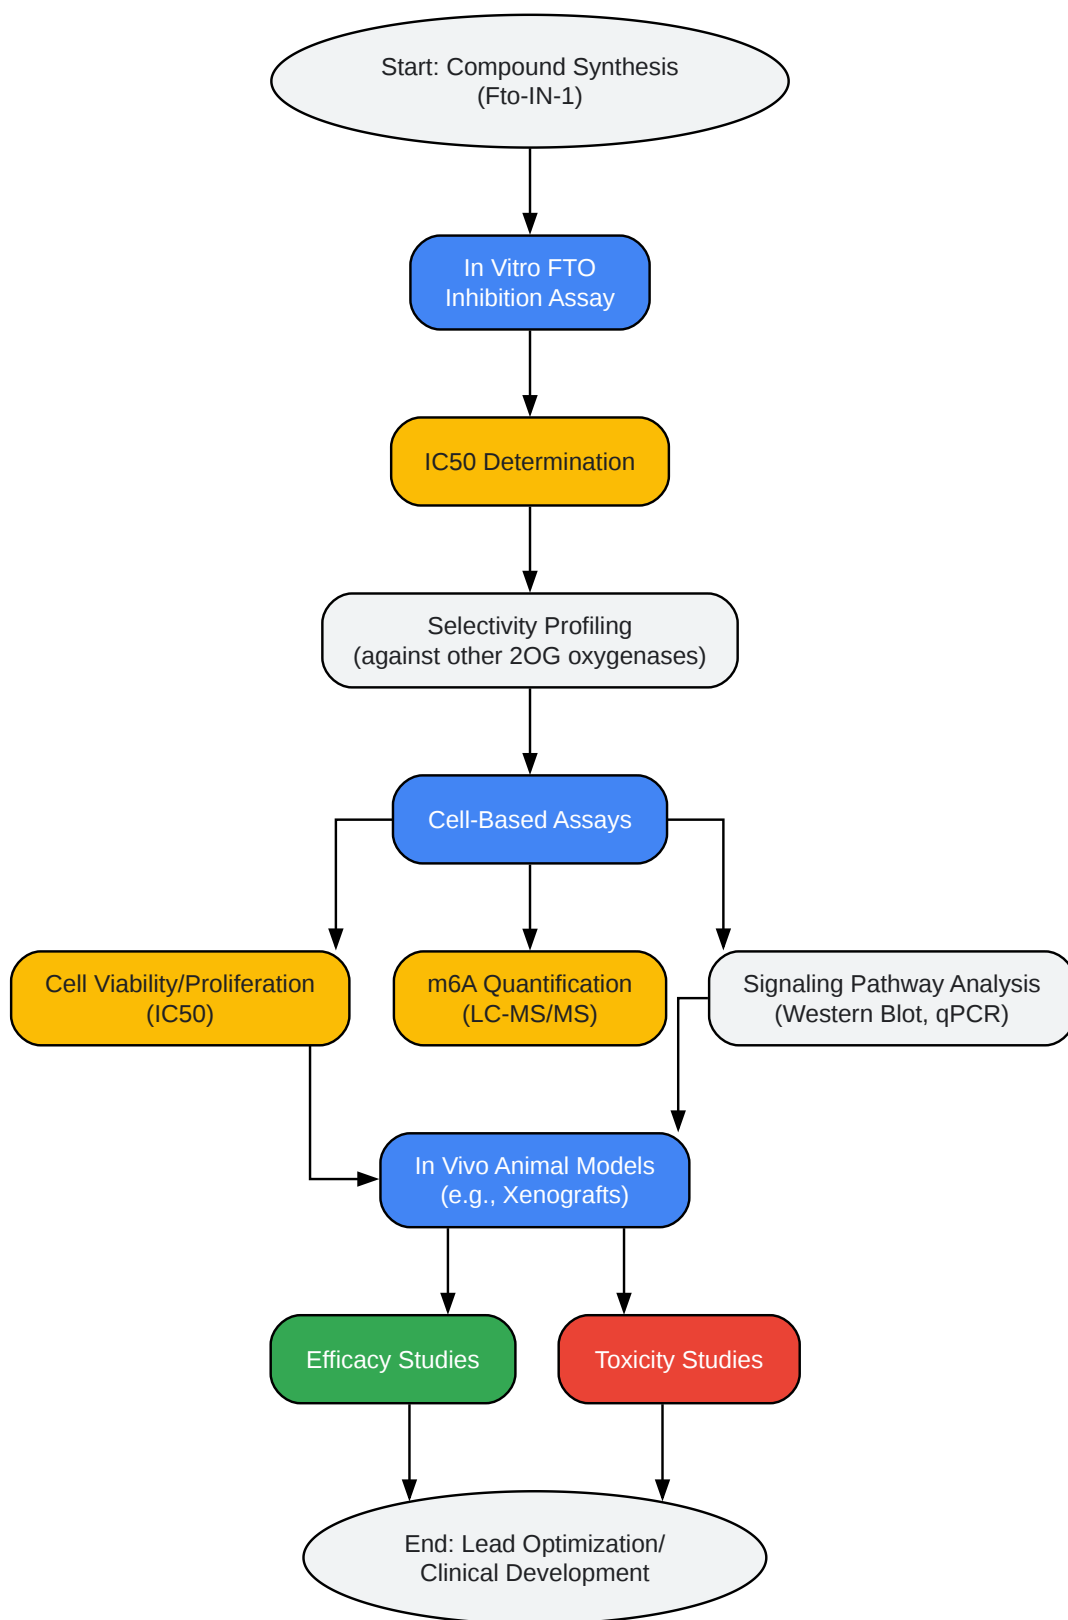 Start: Compound Synthesis
(Fto-IN-1)
In Vitro FTO
Inhibition Assay
IC50 Determination
Selectivity Profiling
(against other 2OG oxygenases)
Cell-Based Assays
Cell Viability/Proliferation
(IC50)
m6A Quantification
(LC-MS/MS)
Signaling Pathway Analysis
(Western Blot, qPCR)
In Vivo Animal Models
(e.g., Xenografts)
Efficacy Studies
Toxicity Studies
End: Lead Optimization/
Clinical Development